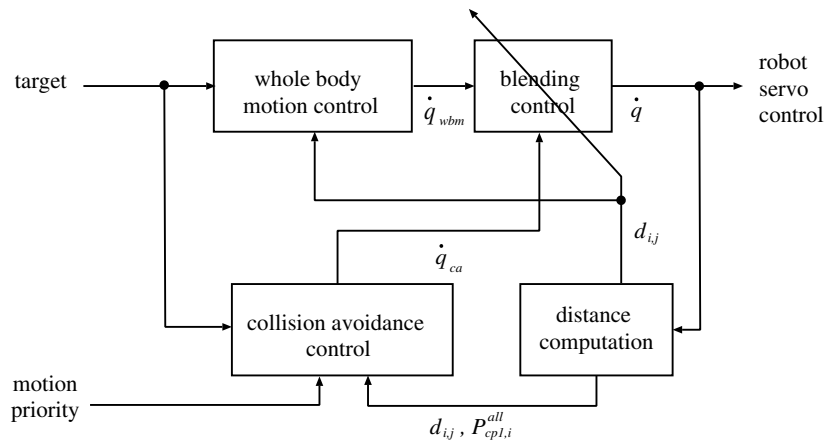 target
whole body
motion control
q̇ wbm
blending
control
q̇
robot
servo
control
d i,j
q̇ ca
collision avoidance
control
distance
computation
motion
priority
d i,j , P cp1,i all